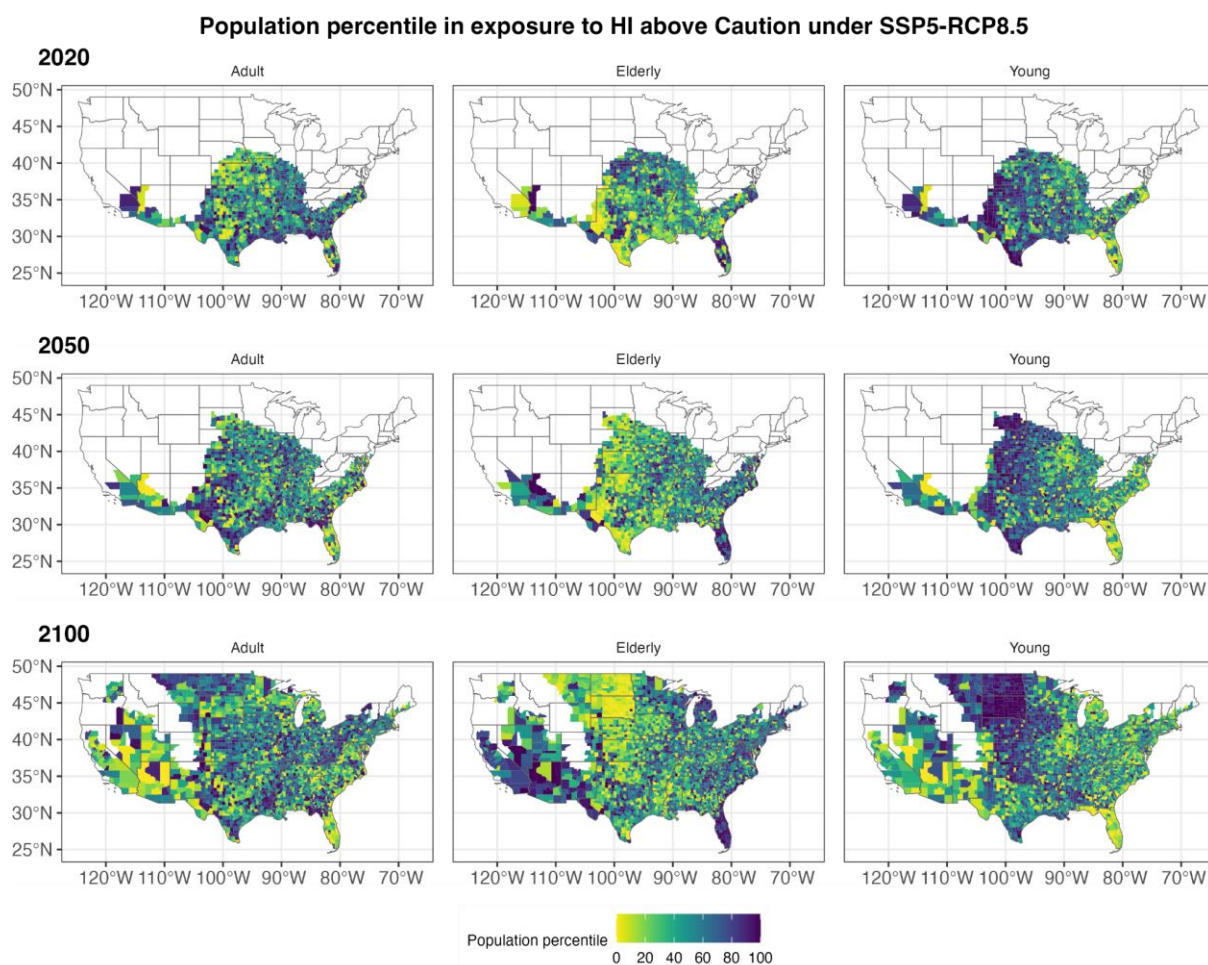 Population percentile in exposure to HI above Caution under SSP5-RCP8.5
2020
Adult
Elderly
Young
50°N
45°N
40°N
35°N
30°N
25°N
120°W 110°W 100°W 90°W 80°W 70°W
120°W 110°W 100°W 90°W 80°W 70°W
120°W 110°W 100°W 90°W 80°W 70°W
2050
Adult
Elderly
Young
50°N
45°N
40°N
35°N
30°N
25°N
120°W 110°W 100°W 90°W 80°W 70°W
120°W 110°W 100°W 90°W 80°W 70°W
120°W 110°W 100°W 90°W 80°W 70°W
2100
Adult
Elderly
Young
50°N
45°N
40°N
35°N
30°N
25°N
120°W 110°W 100°W 90°W 80°W 70°W
120°W 110°W 100°W 90°W 80°W 70°W
120°W 110°W 100°W 90°W 80°W 70°W
Population percentile
0 20 40 60 80 100